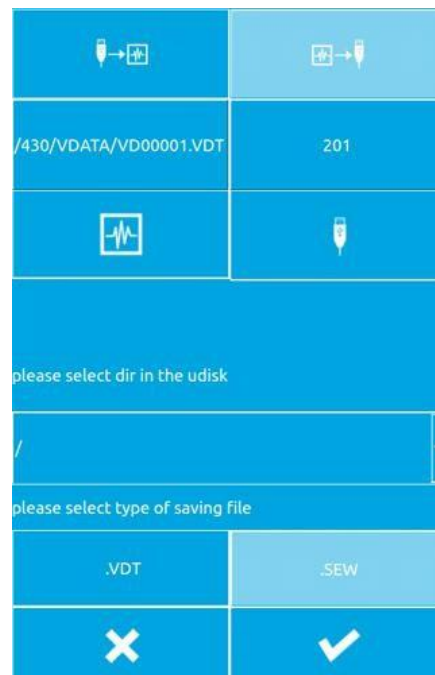 /430/VDATA/VD00001.VDT
201
please select dir in the udisk
/
please select type of saving file
.VDT
.SEW